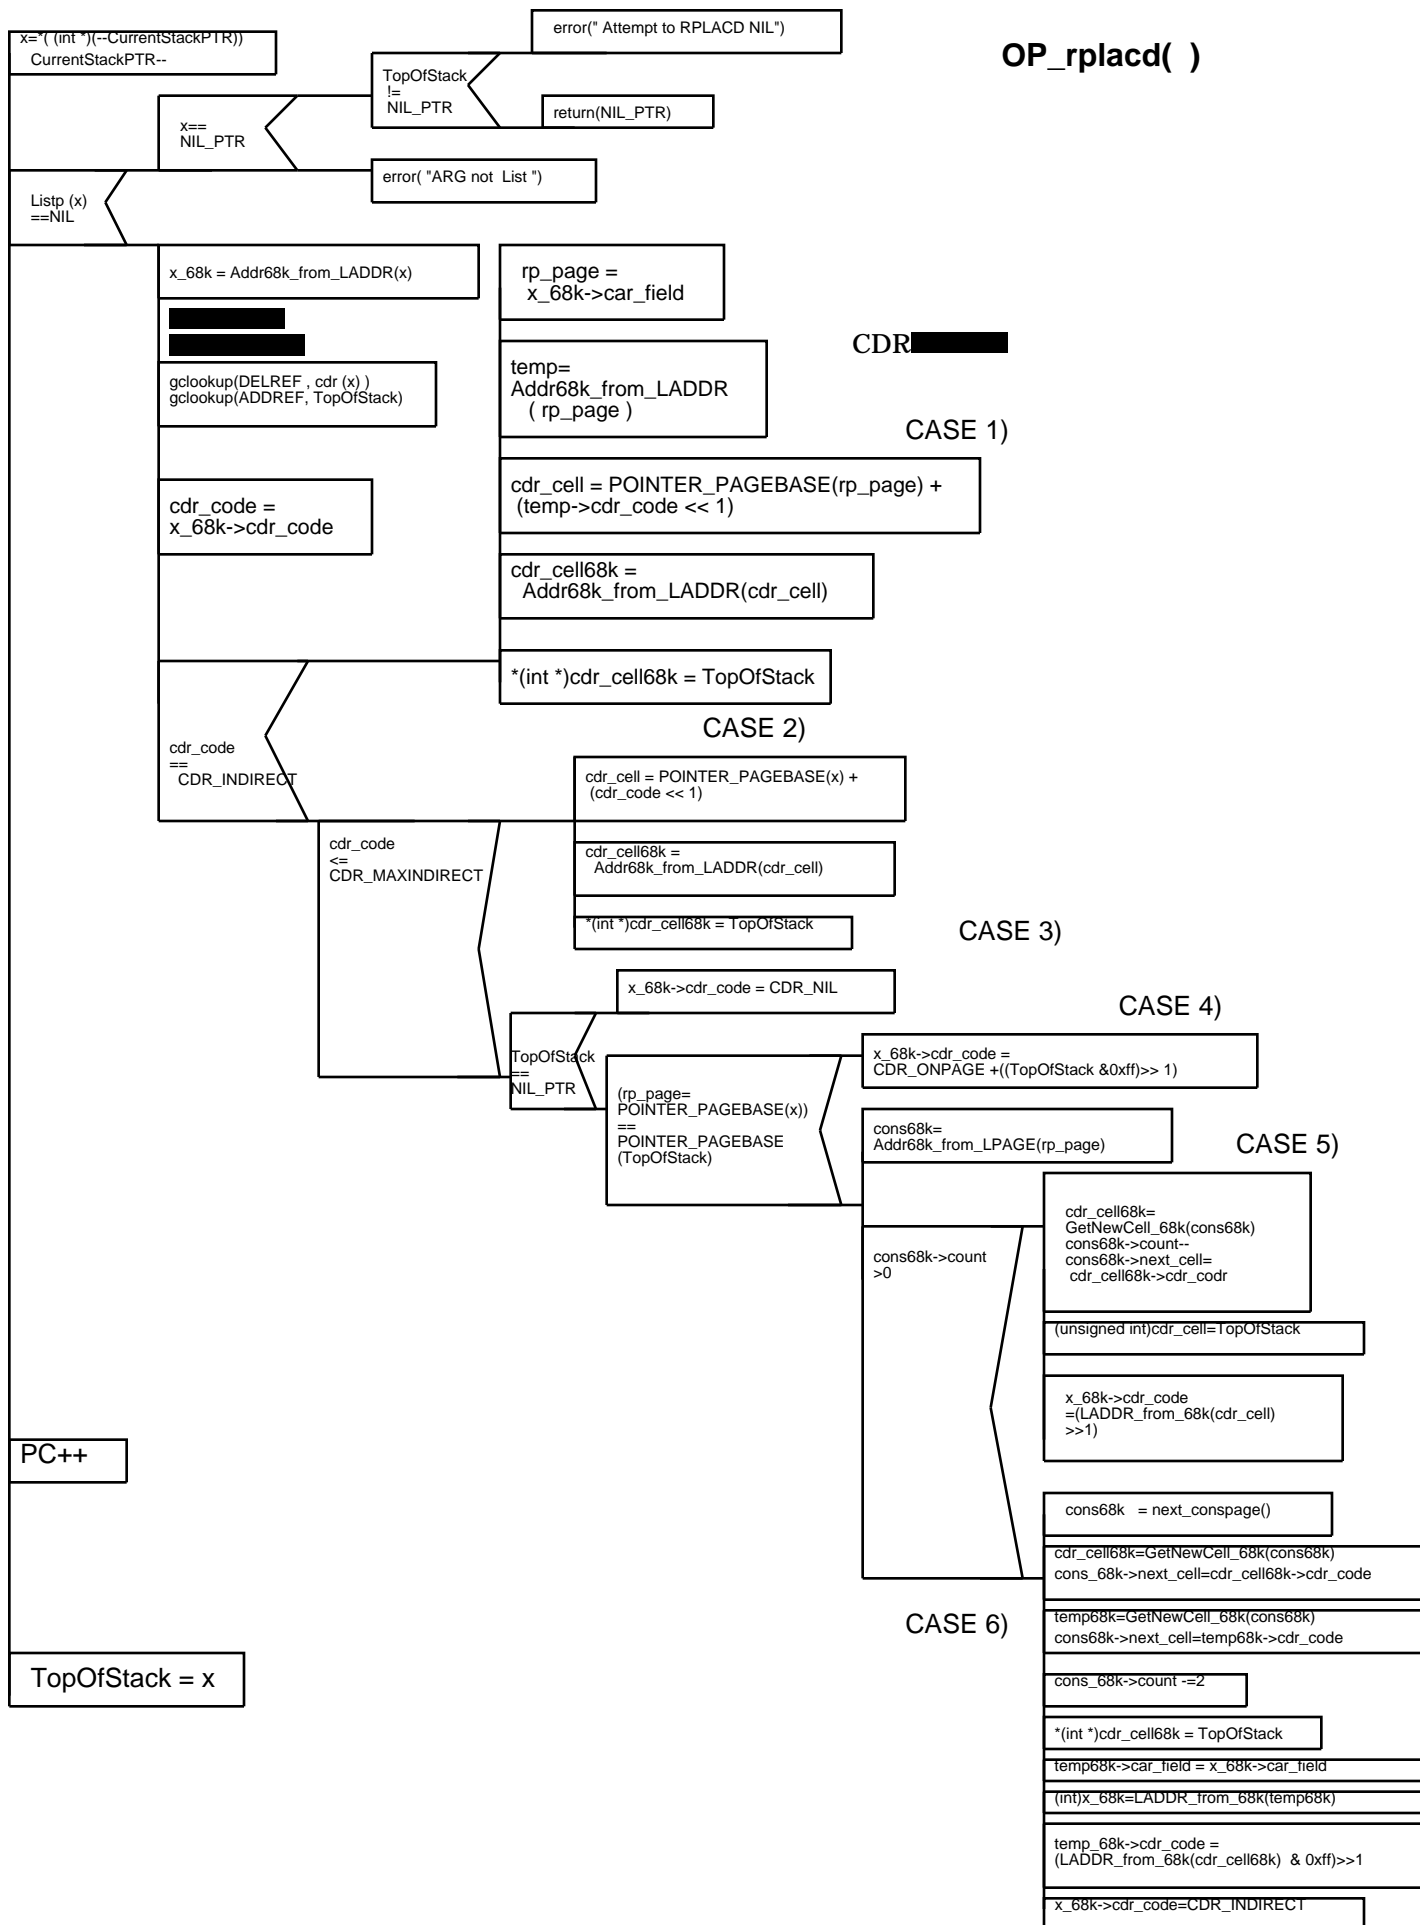 OP_rplacd( )
x=*( (int *)(--CurrentStackPTR))
CurrentStackPTR--
error(" Attempt to RPLACD NIL")
TopOfStack
!=
NIL_PTR
return(NIL_PTR)
x==
NIL_PTR
error( "ARG not List ")
Listp (x)
==NIL
x_68k = Addr68k_from_LADDR(x)
gclookup(DELREF , cdr (x) )
gclookup(ADDREF, TopOfStack)
cdr_code =
x_68k->cdr_code
rp_page =
x_68k->car_field
temp=
Addr68k_from_LADDR
( rp_page )
CDR
CASE 1)
cdr_cell = POINTER_PAGEBASE(rp_page) +
(temp->cdr_code << 1)
cdr_cell68k =
Addr68k_from_LADDR(cdr_cell)
*(int *)cdr_cell68k = TopOfStack
cdr_code
==
CDR_INDIRECT
CASE 2)
cdr_cell = POINTER_PAGEBASE(x) +
(cdr_code << 1)
cdr_code
<=
CDR_MAXINDIRECT
cdr_cell68k =
Addr68k_from_LADDR(cdr_cell)
*(int *)cdr_cell68k = TopOfStack
CASE 3)
x_68k->cdr_code = CDR_NIL
TopOfStack
==
NIL_PTR
CASE 4)
x_68k->cdr_code =
CDR_ONPAGE +((TopOfStack &0xff)>> 1)
(rp_page=
POINTER_PAGEBASE(x))
==
POINTER_PAGEBASE
(TopOfStack)
cons68k=
Addr68k_from_LPAGE(rp_page)
CASE 5)
cons68k->count
>0
cdr_cell68k=
GetNewCell_68k(cons68k)
cons68k->count--
cons68k->next_cell=
cdr_cell68k->cdr_codr
(unsigned int)cdr_cell=TopOfStack
x_68k->cdr_code
=(LADDR_from_68k(cdr_cell)
>>1)
PC++
cons68k = next_conspage()
cdr_cell68k=GetNewCell_68k(cons68k)
cons_68k->next_cell=cdr_cell68k->cdr_code
CASE 6)
temp68k=GetNewCell_68k(cons68k)
cons68k->next_cell=temp68k->cdr_code
TopOfStack = x
cons_68k->count -=2
*(int *)cdr_cell68k = TopOfStack
temp68k->car_field = x_68k->car_field
(int)x_68k=LADDR_from_68k(temp68k)
temp_68k->cdr_code =
(LADDR_from_68k(cdr_cell68k) & 0xff)>>1
x_68k->cdr_code=CDR_INDIRECT